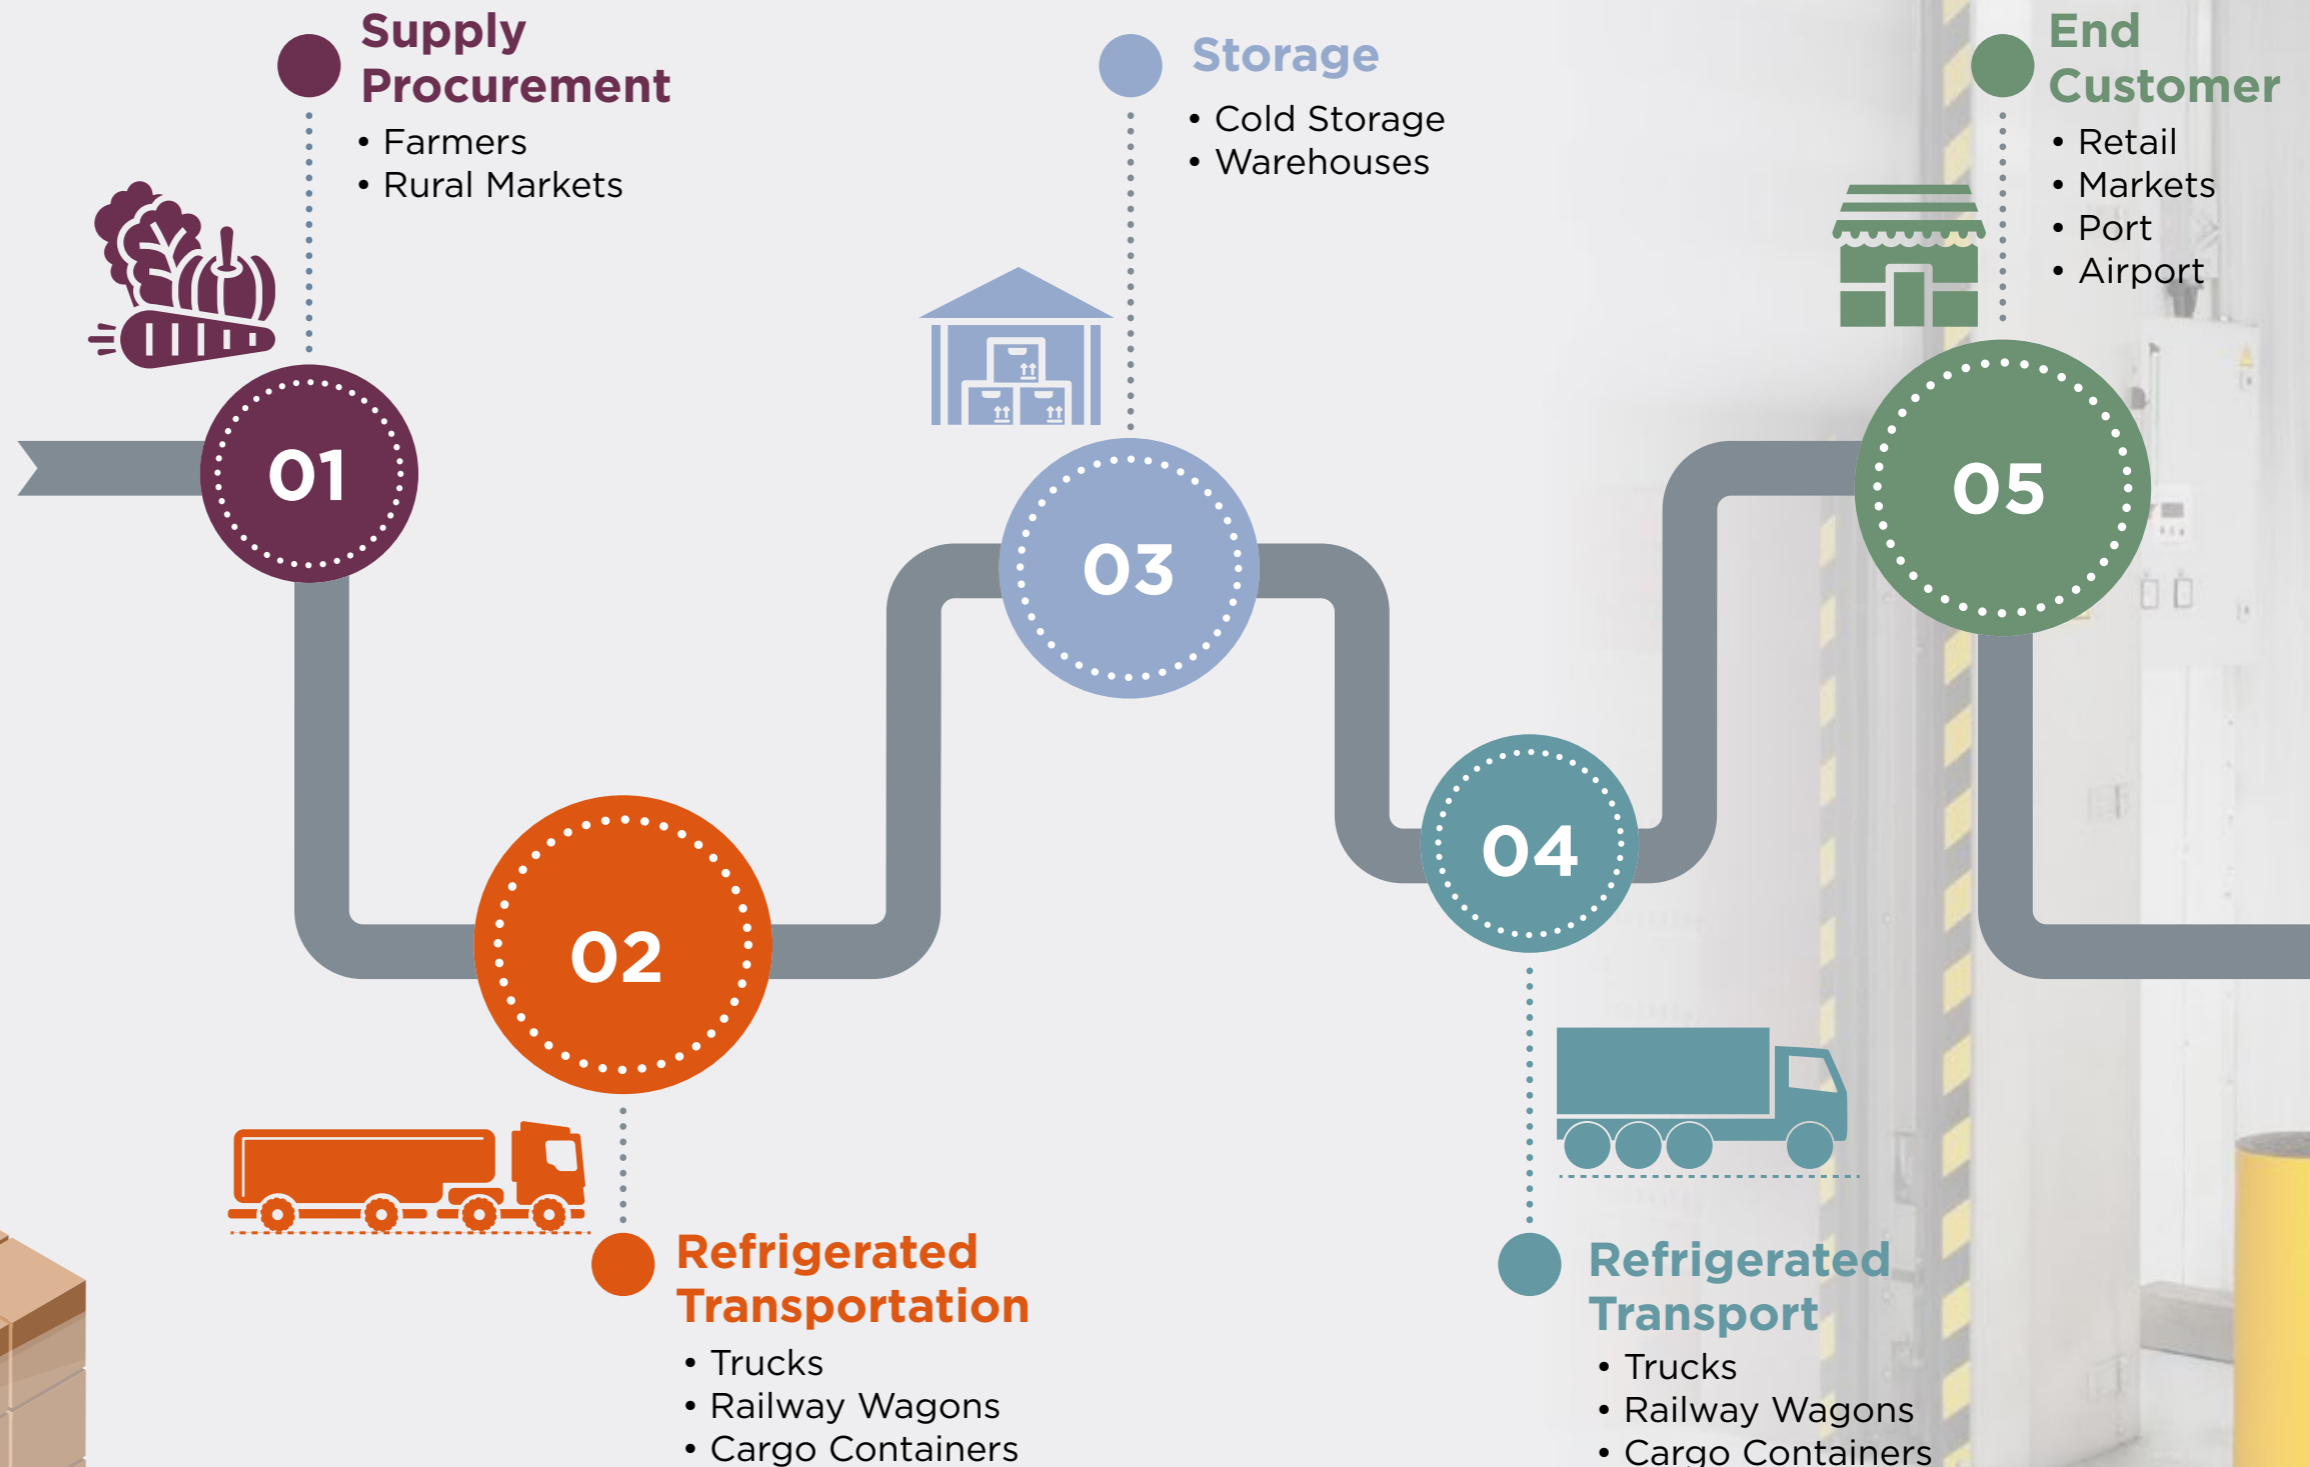 Supply
Procurement
• Farmers
• Rural Markets
01
Refrigerated
Transportation
• Trucks
• Railway Wagons
• Cargo Containers
02
Storage
• Cold Storage
• Warehouses
03
Refrigerated
Transport
• Trucks
• Railway Wagons
• Cargo Containers
04
End
Customer
• Retail
• Markets
• Port
• Airport
05